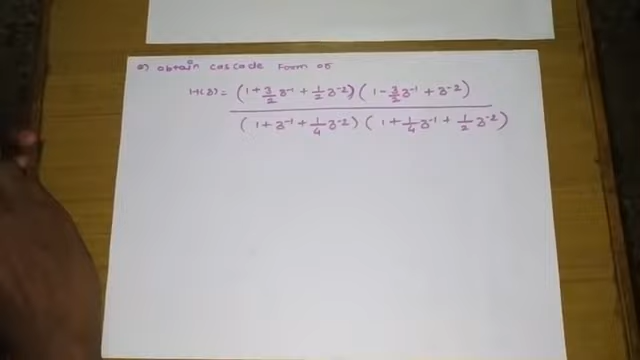 a) obtain cascade Form of
H(z) = (1 + 3/2 z⁻¹ + 1/2 z⁻²) (1 - 3/2 z⁻¹ + z⁻²)
(1 + z⁻¹ + 1/4 z⁻²) (1 + 1/4 z⁻¹ + 1/2 z⁻²)